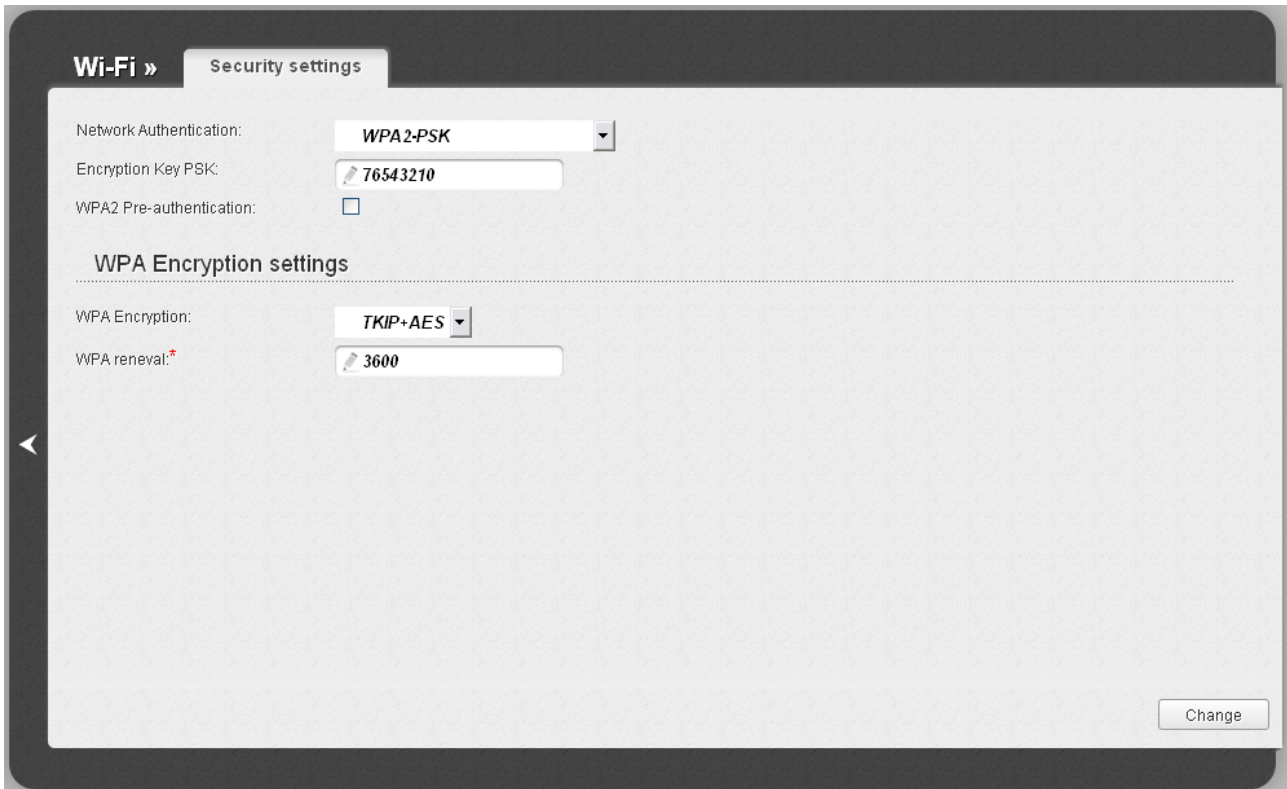 Wi-Fi » Security settings
Network Authentication: WPA2-PSK
Encryption Key PSK: 76543210
WPA2 Pre-authentication:
WPA Encryption settings
WPA Encryption: TKIP+AES
WPA reneval:* 3600
Change